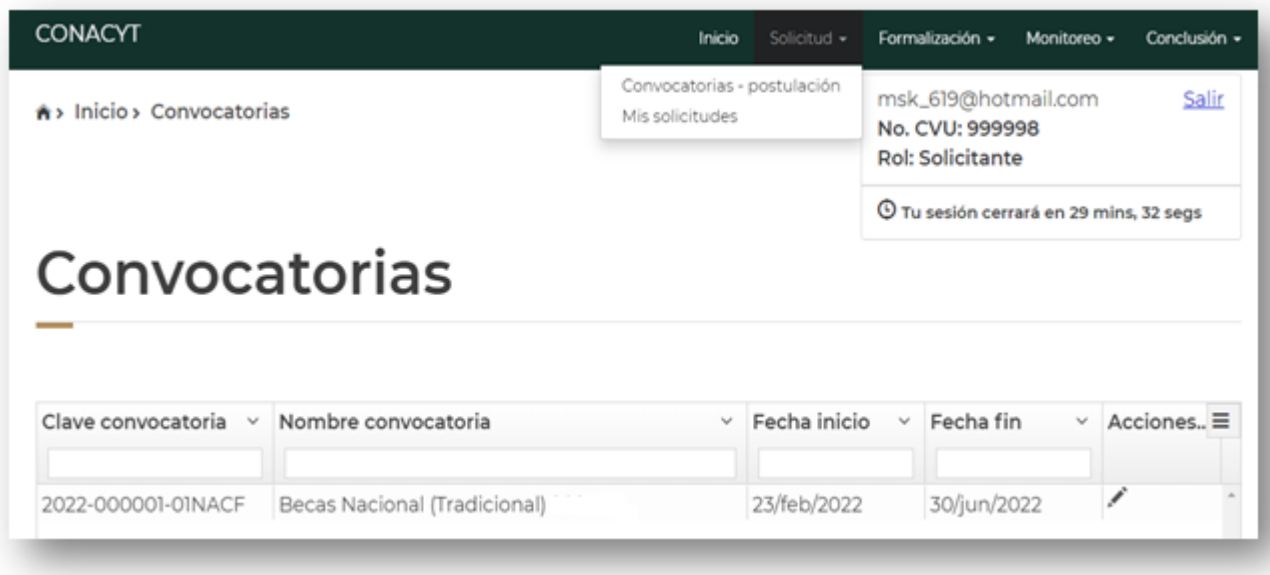 CONACYT
Inicio Solicitud Formalización Monitoreo Conclusión
Convocatorias - postulación
Mis solicitudes
Inicio › Convocatorias
msk_619@hotmail.com Salir
No. CVU: 999998
Rol: Solicitante
Tu sesión cerrará en 29 mins, 32 segs
Convocatorias
Clave convocatoria Nombre convocatoria Fecha inicio Fecha fin Acciones..
2022-000001-01NACF Becas Nacional (Tradicional) 23/feb/2022 30/jun/2022